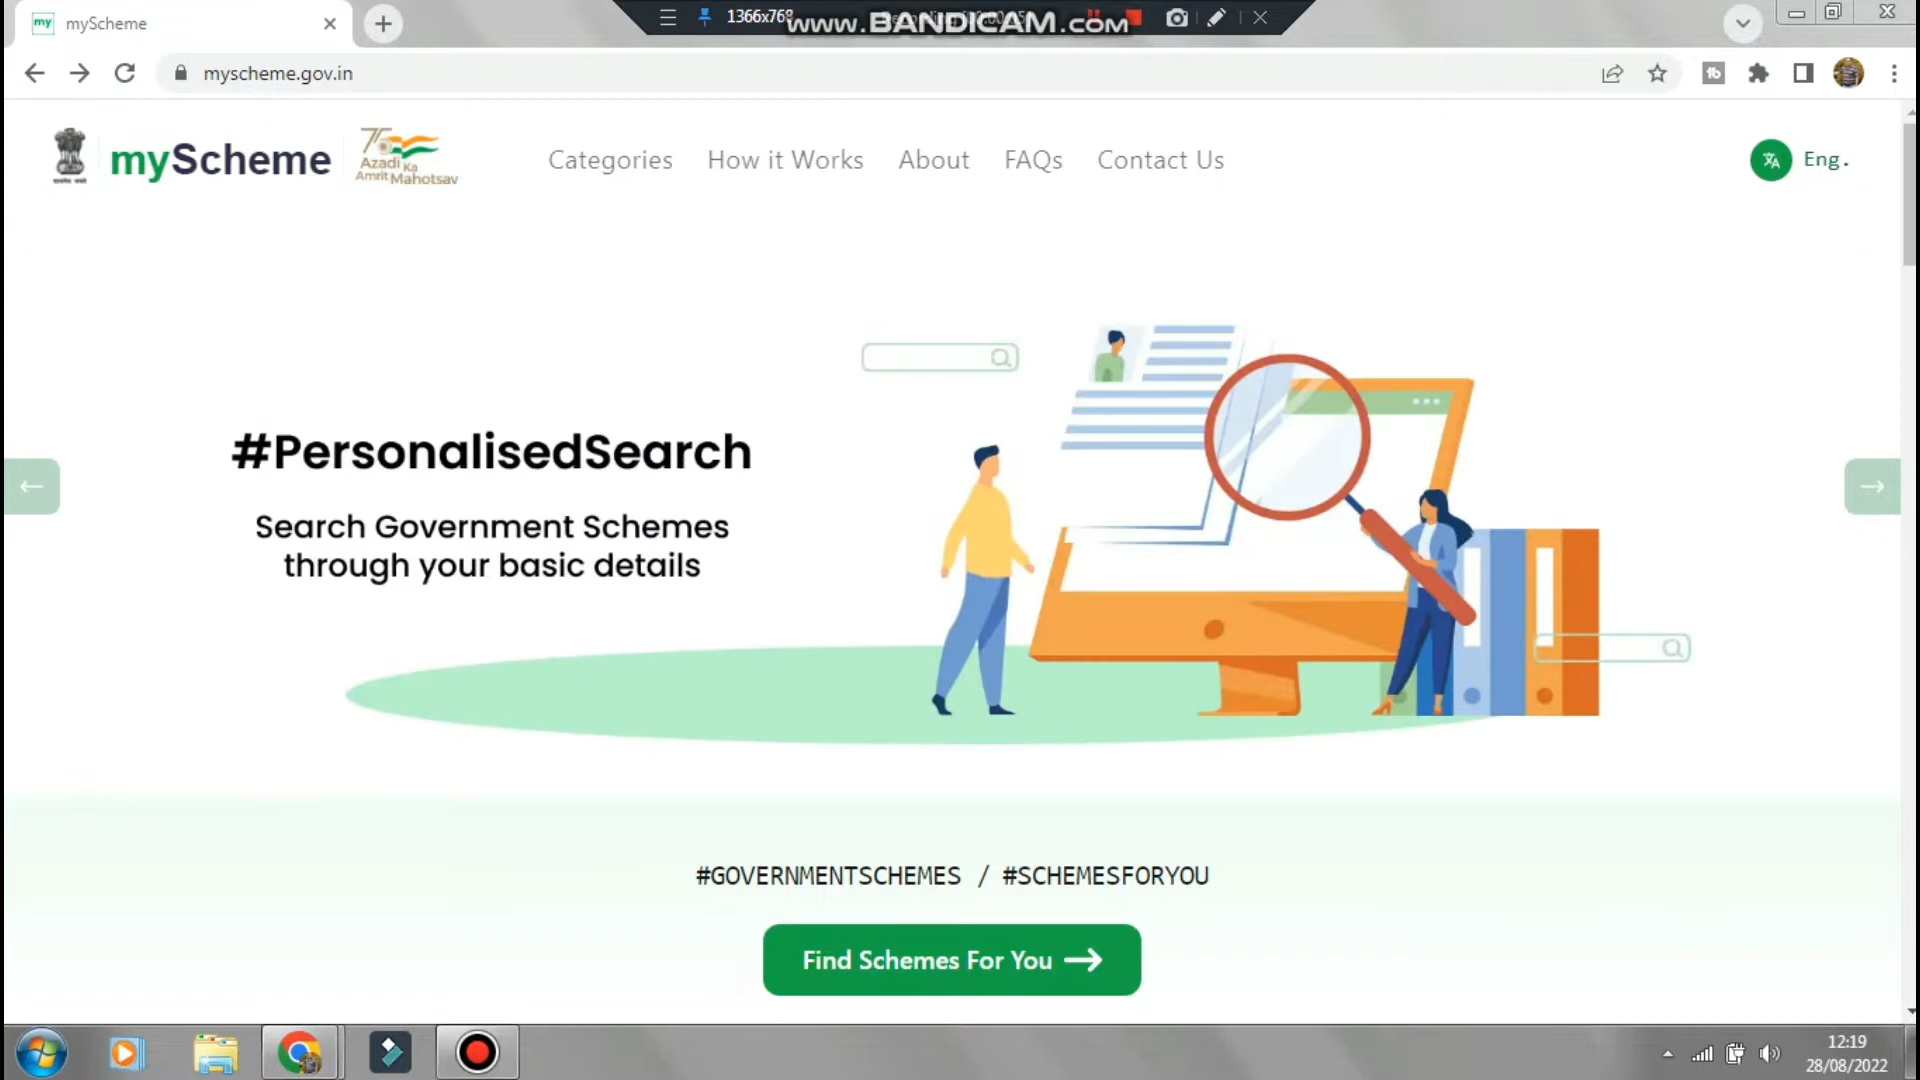 my
myScheme
1366x768
www.BANDICAM.com
myscheme.gov.in
myScheme
Azadi Ka
Amrit Mahotsav
Categories
How it Works
About
FAQs
Contact Us
Eng.
#PersonalisedSearch
Search Government Schemes
through your basic details
#GOVERNMENTSCHEMES / #SCHEMESFORYOU
Find Schemes For You
12:19
28/08/2022